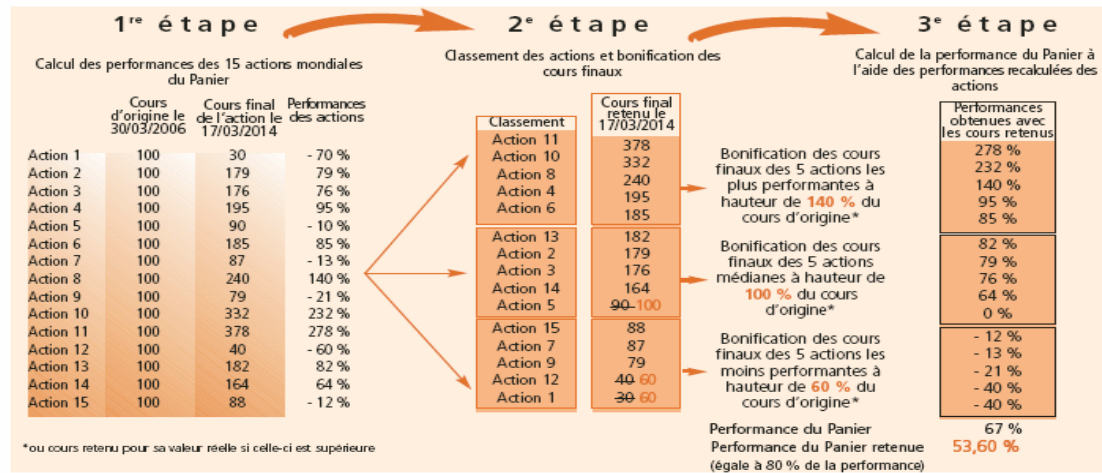 1re étape
Calcul des performances des 15 actions mondiales
du Panier
Cours
d'origine le
30/03/2006
Cours final
de l'action le
17/03/2014
Performances
des actions
Action 1 100 30 - 70 %
Action 2 100 179 79 %
Action 3 100 176 76 %
Action 4 100 195 95 %
Action 5 100 90 - 10 %
Action 6 100 185 85 %
Action 7 100 87 - 13 %
Action 8 100 240 140 %
Action 9 100 79 - 21 %
Action 10 100 332 232 %
Action 11 100 378 278 %
Action 12 100 40 - 60 %
Action 13 100 182 82 %
Action 14 100 164 64 %
Action 15 100 88 - 12 %
*ou cours retenu pour sa valeur réelle si celle-ci est supérieure
2e étape
Classement des actions et bonification des
cours finaux
Classement
Cours final
retenu le
17/03/2014
Action 11 378
Action 10 332
Action 8 240
Action 4 195
Action 6 185
Action 13 182
Action 2 179
Action 3 176
Action 14 164
Action 5 90 100
Action 15 88
Action 7 87
Action 9 79
Action 12 40 60
Action 1 30 60
Bonification des cours
finaux des 5 actions les
plus performantes à
hauteur de 140 % du
cours d'origine*
Bonification des cours
finaux des 5 actions
médianes à hauteur de
100 % du cours
d'origine*
Bonification des cours
finaux des 5 actions les
moins performantes à
hauteur de 60 % du
cours d'origine*
3e étape
Calcul de la performance du Panier à
l'aide des performances recalculées des
actions
Performances
obtenues avec
les cours retenus
278 %
232 %
140 %
95 %
85 %
82 %
79 %
76 %
64 %
0 %
- 12 %
- 13 %
- 21 %
- 40 %
- 40 %
Performance du Panier 67 %
Performance du Panier retenue 53,60 %
(égale à 80 % de la performance)